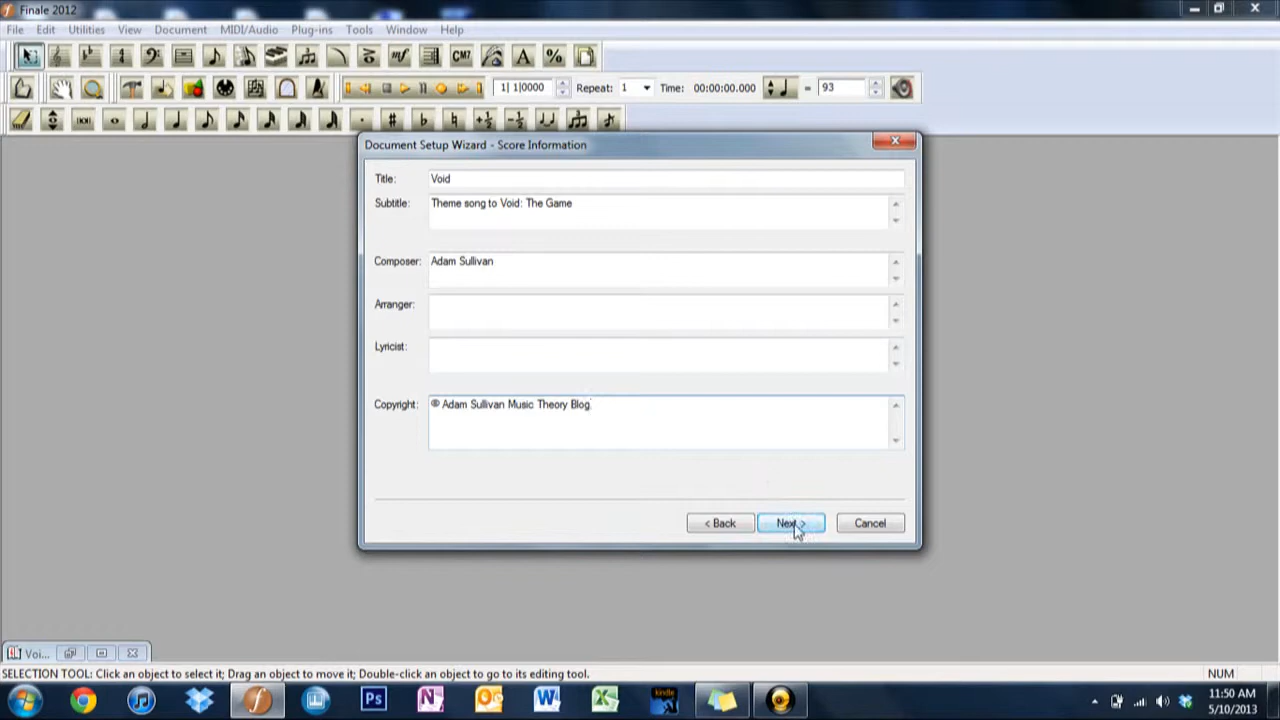 Finale 2012
File Edit Utilities View Document MIDI/Audio Plug-ins Tools Window Help
CM7 A %
1| 1|0000 Repeat: 1 Time: 00:00:00.000 = 93
Document Setup Wizard - Score Information
Title: Void
Subtitle: Theme song to Void: The Game
Composer: Adam Sullivan
Arranger:
Lyricist:
Copyright: © Adam Sullivan Music Theory Blog
< Back Next > Cancel
Voi...
SELECTION TOOL: Click an object to select it; Drag an object to move it; Double-click an object to go to its editing tool. NUM
Ps kindle
11:50 AM
5/10/2013